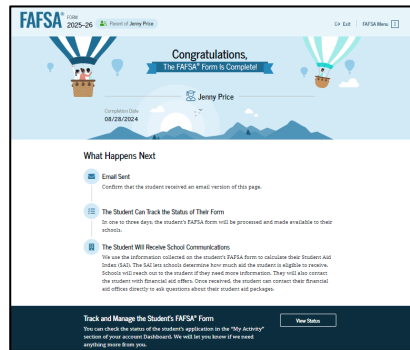 FAFSA® FORM
2025–26
Parent of Jenny Price
Exit
FAFSA Menu
Congratulations,
The FAFSA® Form Is Complete!
Jenny Price
Completion Date
08/28/2024
What Happens Next
Email Sent
Confirm that the student received an email version of this page.
The Student Can Track the Status of Their Form
In one to three days, the student's FAFSA form will be processed and made available to their
schools.
The Student Will Receive School Communications
We use the information collected on the student's FAFSA form to calculate their Student Aid
Index (SAI). The SAI lets schools determine how much aid the student is eligible to receive.
Schools will reach out to the student if they need more information. They will also contact
the student with financial aid offers. Once received, the student can contact their financial
aid offices directly to ask questions about their student aid packages.
Track and Manage the Student's FAFSA® Form
You can check the status of the student's application in the "My Activity"
section of your account Dashboard. We will let you know if we need
anything more from you.
View Status